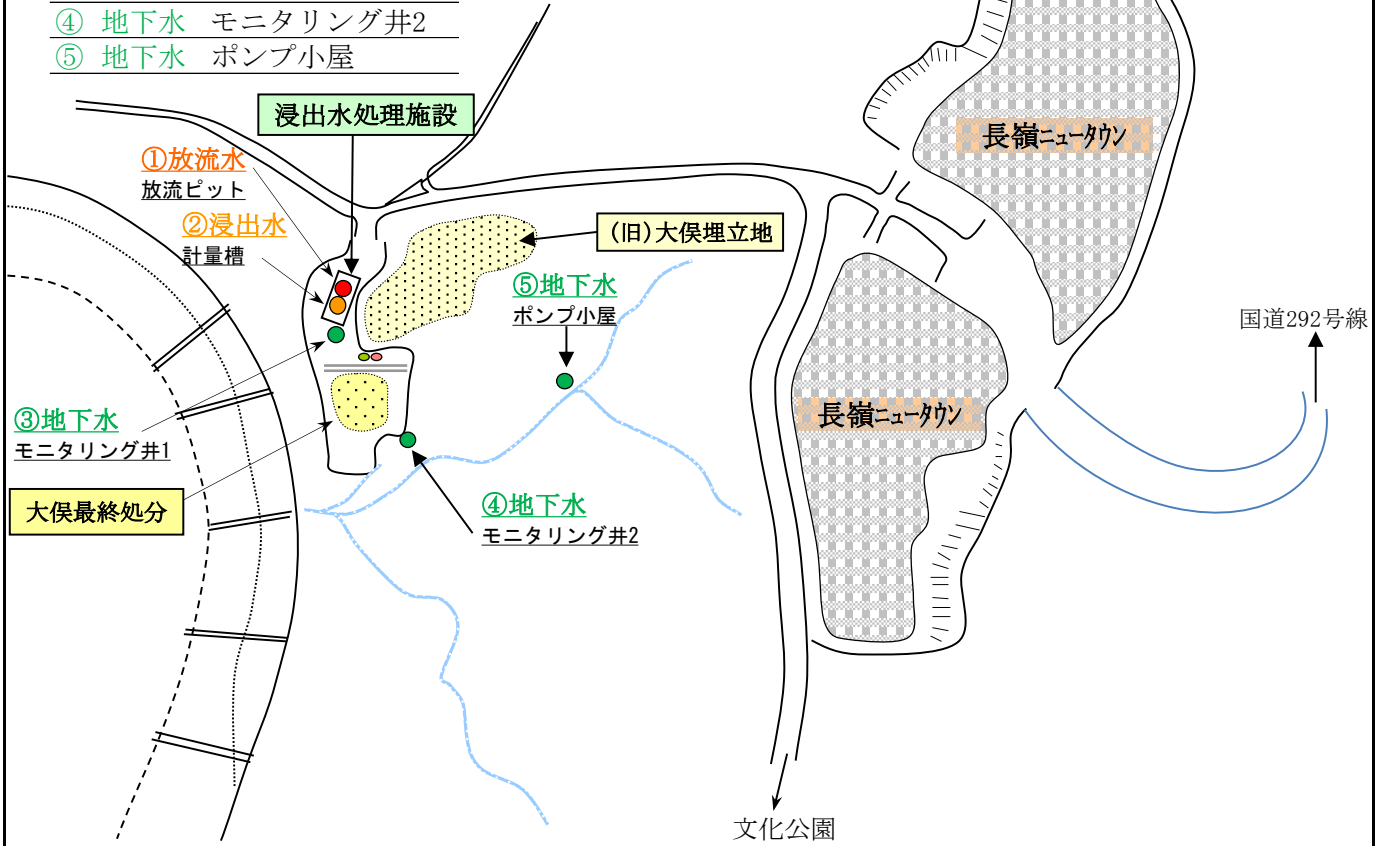 ④ 地下水 モニタリング井2
⑤ 地下水 ポンプ小屋
浸出水処理施設
①放流水
放流ピット
②浸出水
計量槽
(旧)大俣埋立地
⑤地下水
ポンプ小屋
長嶺ニュータウン
国道292号線
長嶺ニュータウン
③地下水
モニタリング井1
大俣最終処分
④地下水
モニタリング井2
文化公園